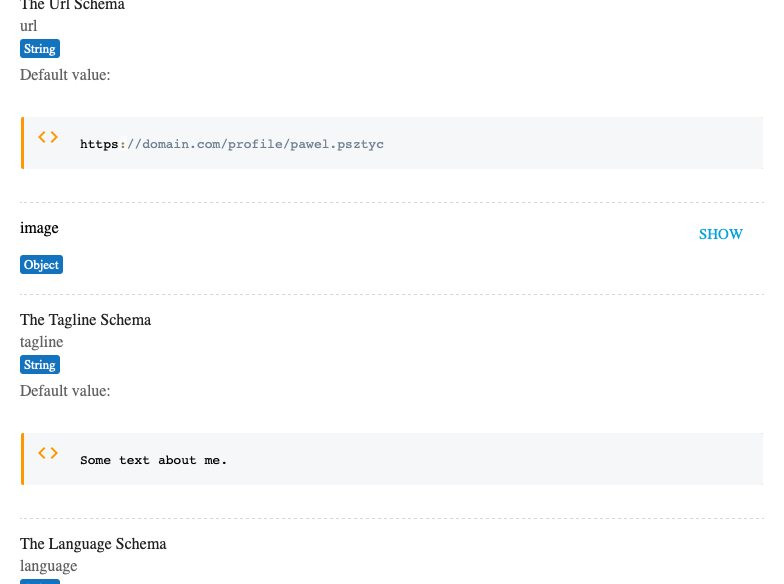 The Url Schema
url
String
Default value:
<> https://domain.com/profile/pawel.psztyc
image
SHOW
Object
The Tagline Schema
tagline
String
Default value:
<> Some text about me.
The Language Schema
language